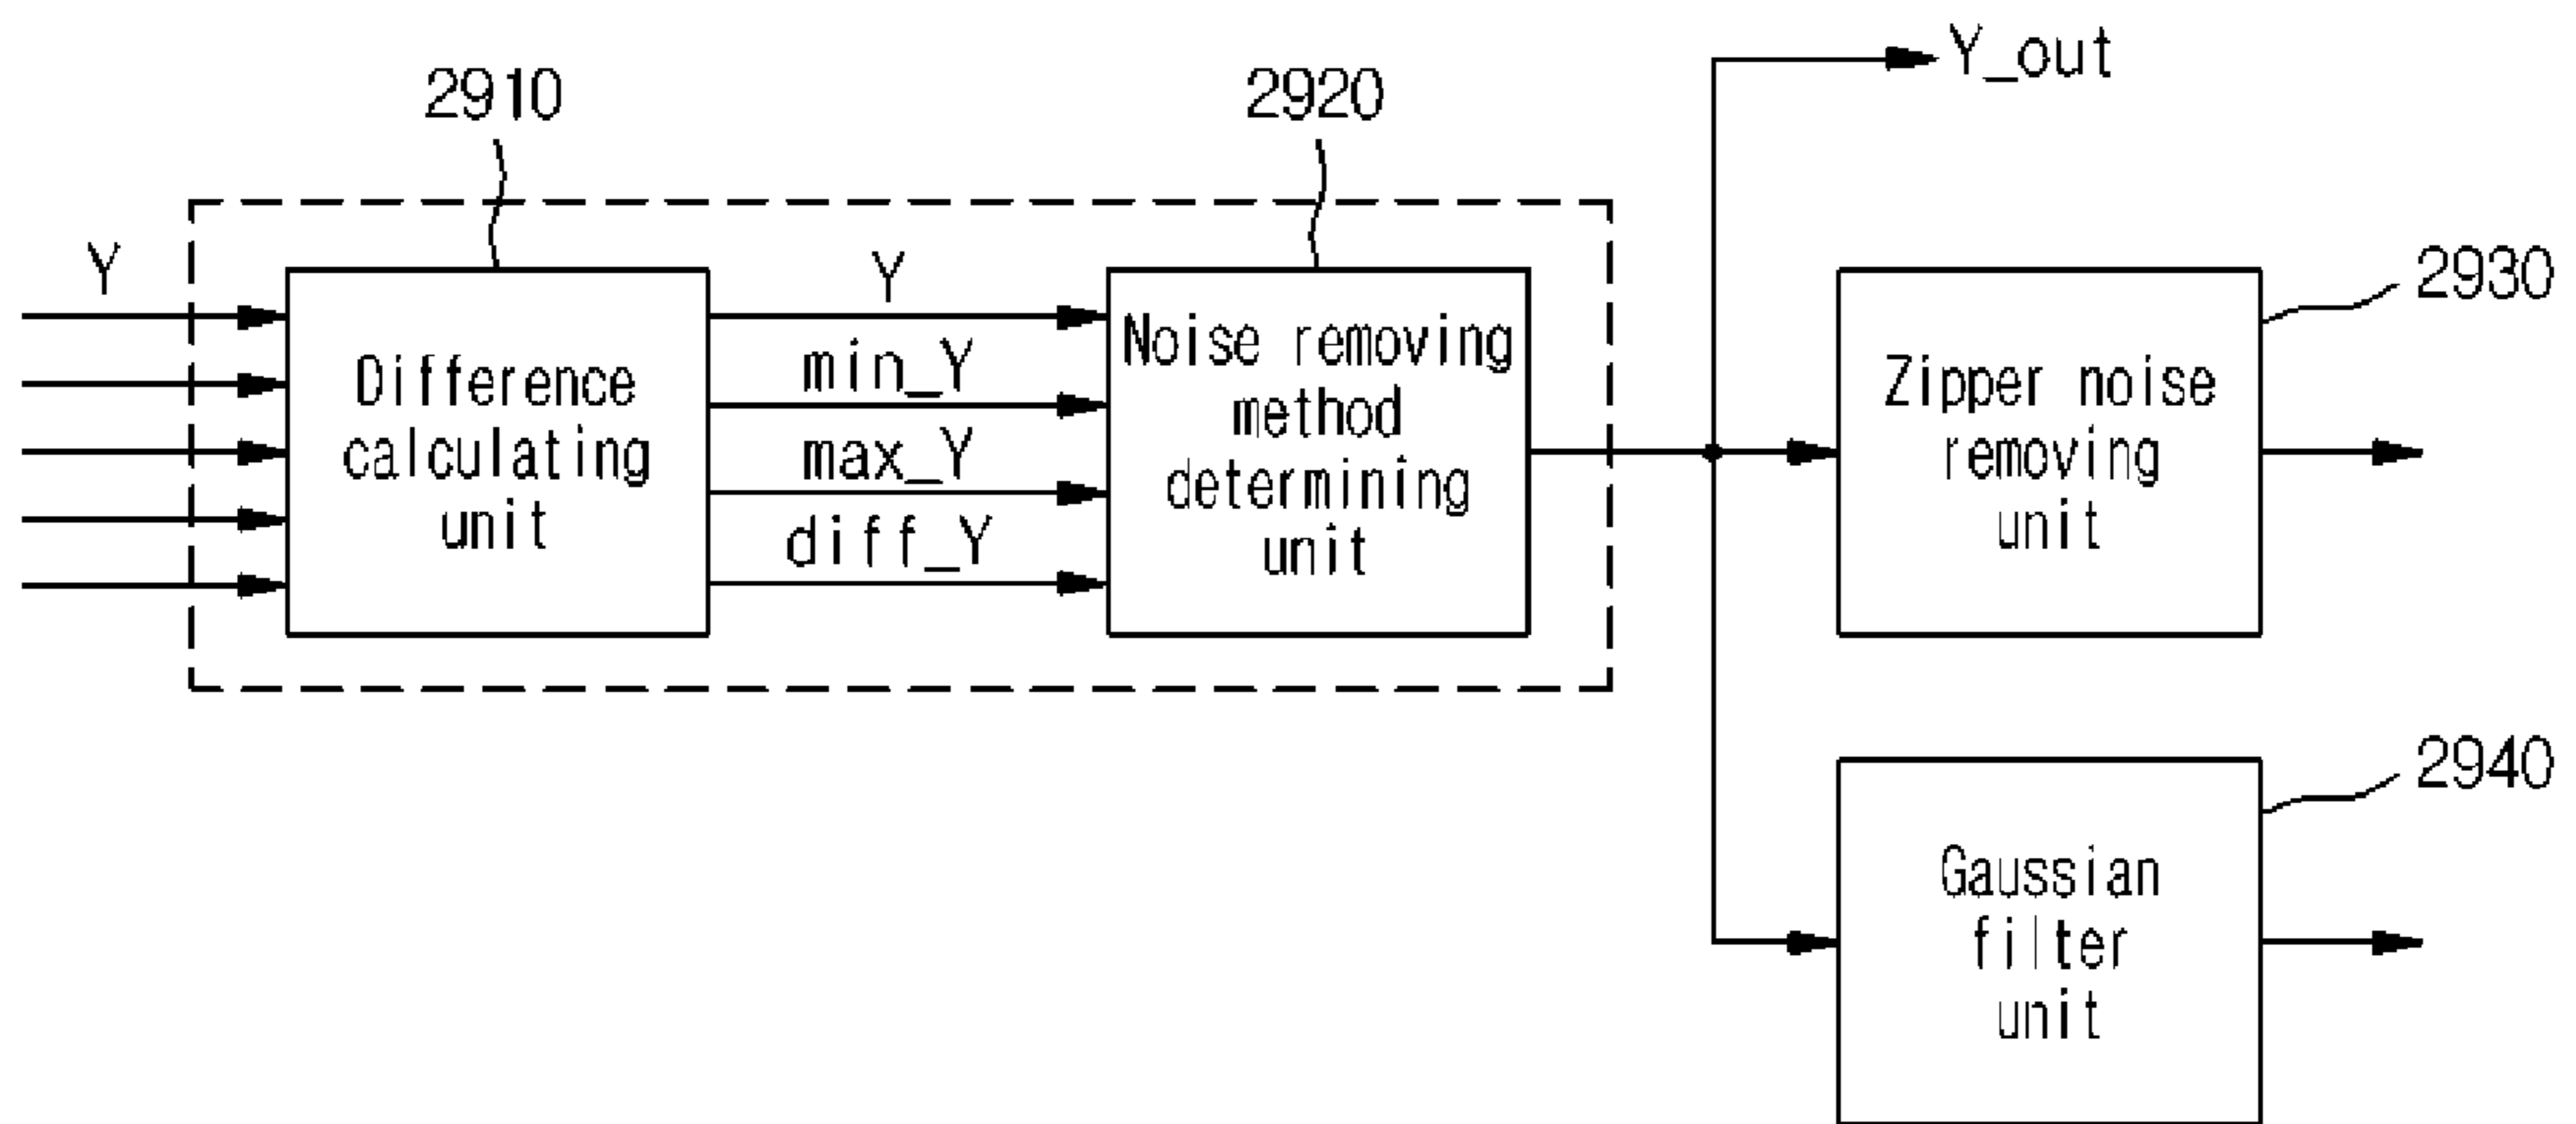 Y_out
2910
2920
Y
Y
min_Y
max_Y
diff_Y
Difference
calculating
unit
Noise removing
method
determining
unit
2930
Zipper noise
removing
unit
2940
Gaussian
filter
unit